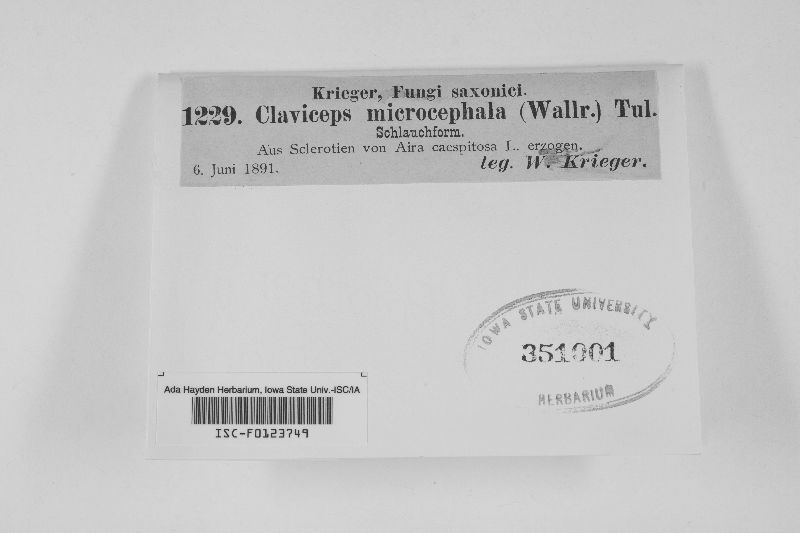 Krieger, Fungi saxonici.
1229. Claviceps microcephala (Wallr.) Tul.
Schlauchform.
Aus Sclerotien von Aira caespitosa L. erzogen.
6. Juni 1891.
leg. W. Krieger.
IOWA STATE UNIVERSITY
351901
HERBARIUM
Ada Hayden Herbarium, Iowa State Univ.-ISC/IA
ISC-F0123749